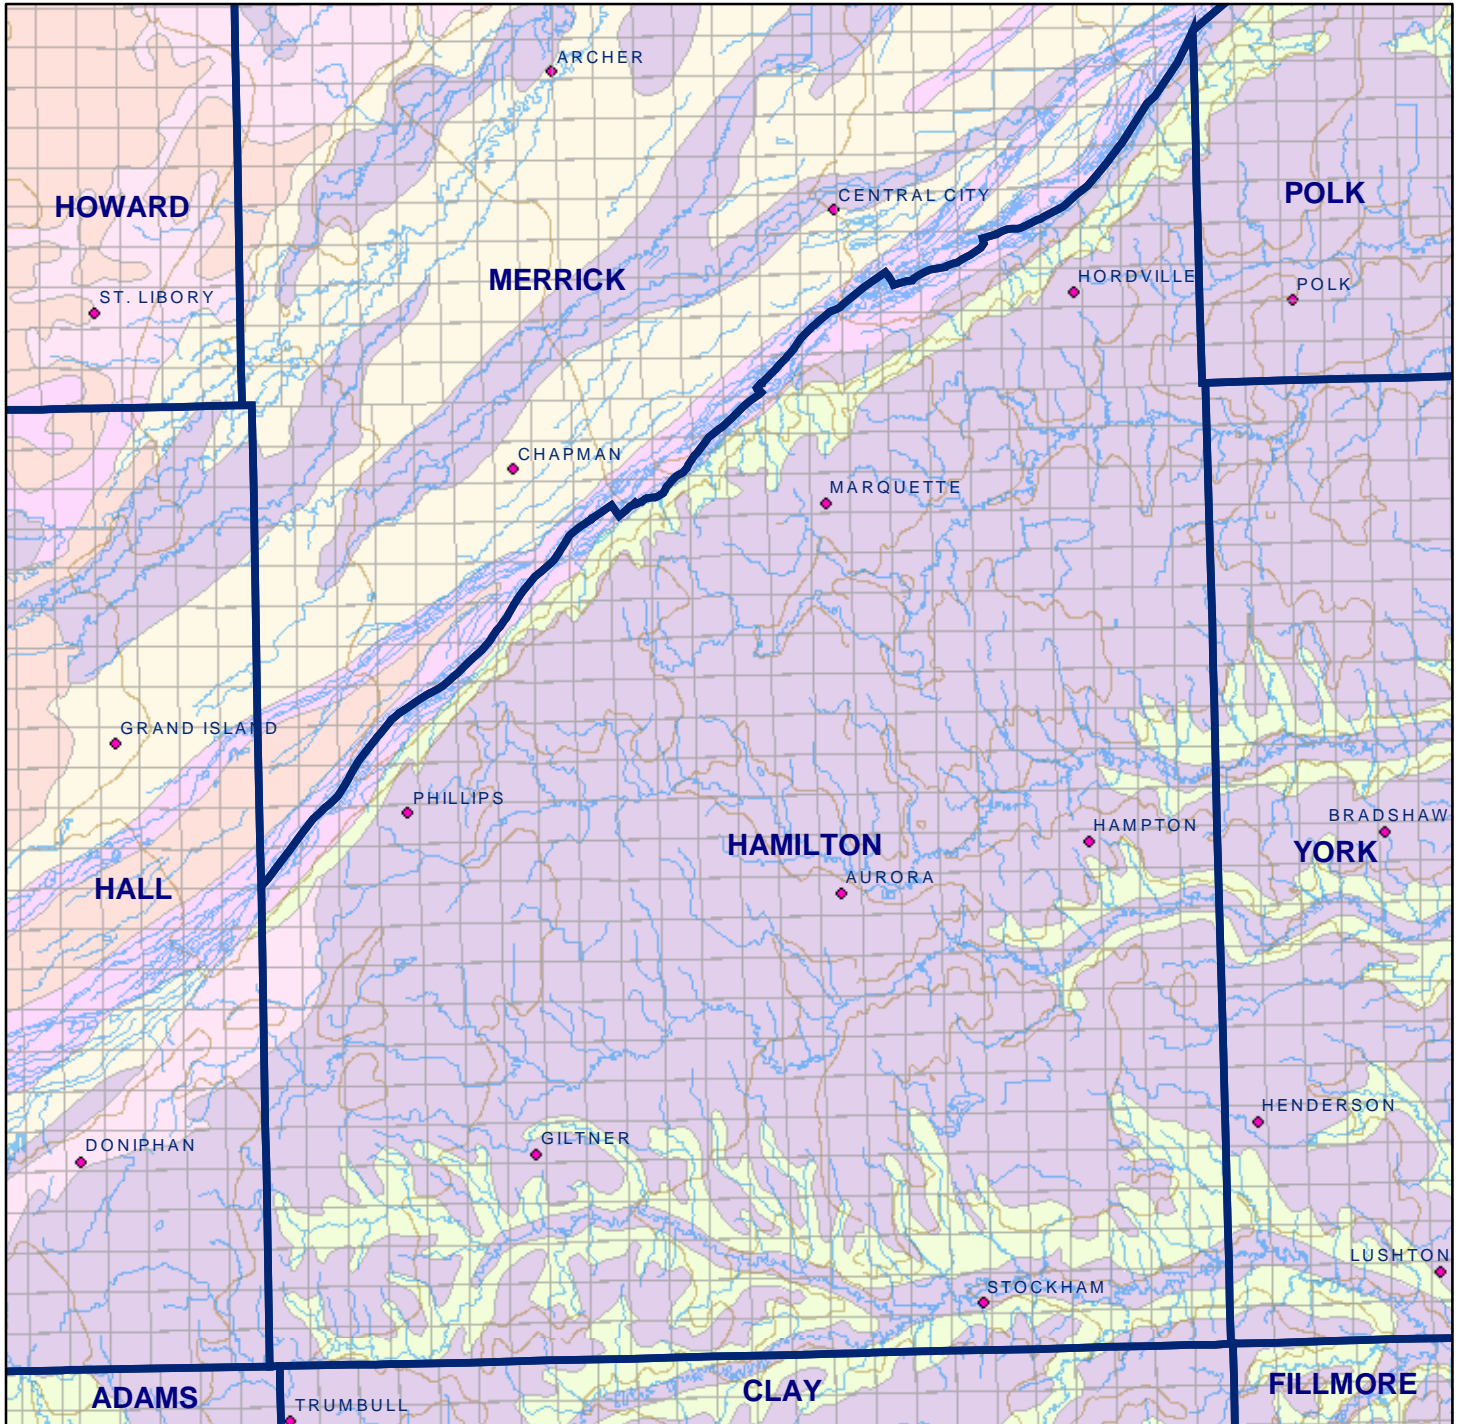 ARCHER
HOWARD
POLK
CENTRAL CITY
MERRICK
HORDVILLE
POLK
ST. LIBORY
CHAPMAN
MARQUETTE
GRAND ISLAND
PHILLIPS
HAMPTON
BRADSHAW
HAMILTON
YORK
AURORA
HALL
HENDERSON
GILTNER
DONIPHAN
LUSHTON
STOCKHAM
FILLMORE
CLAY
ADAMS
TRUMBULL